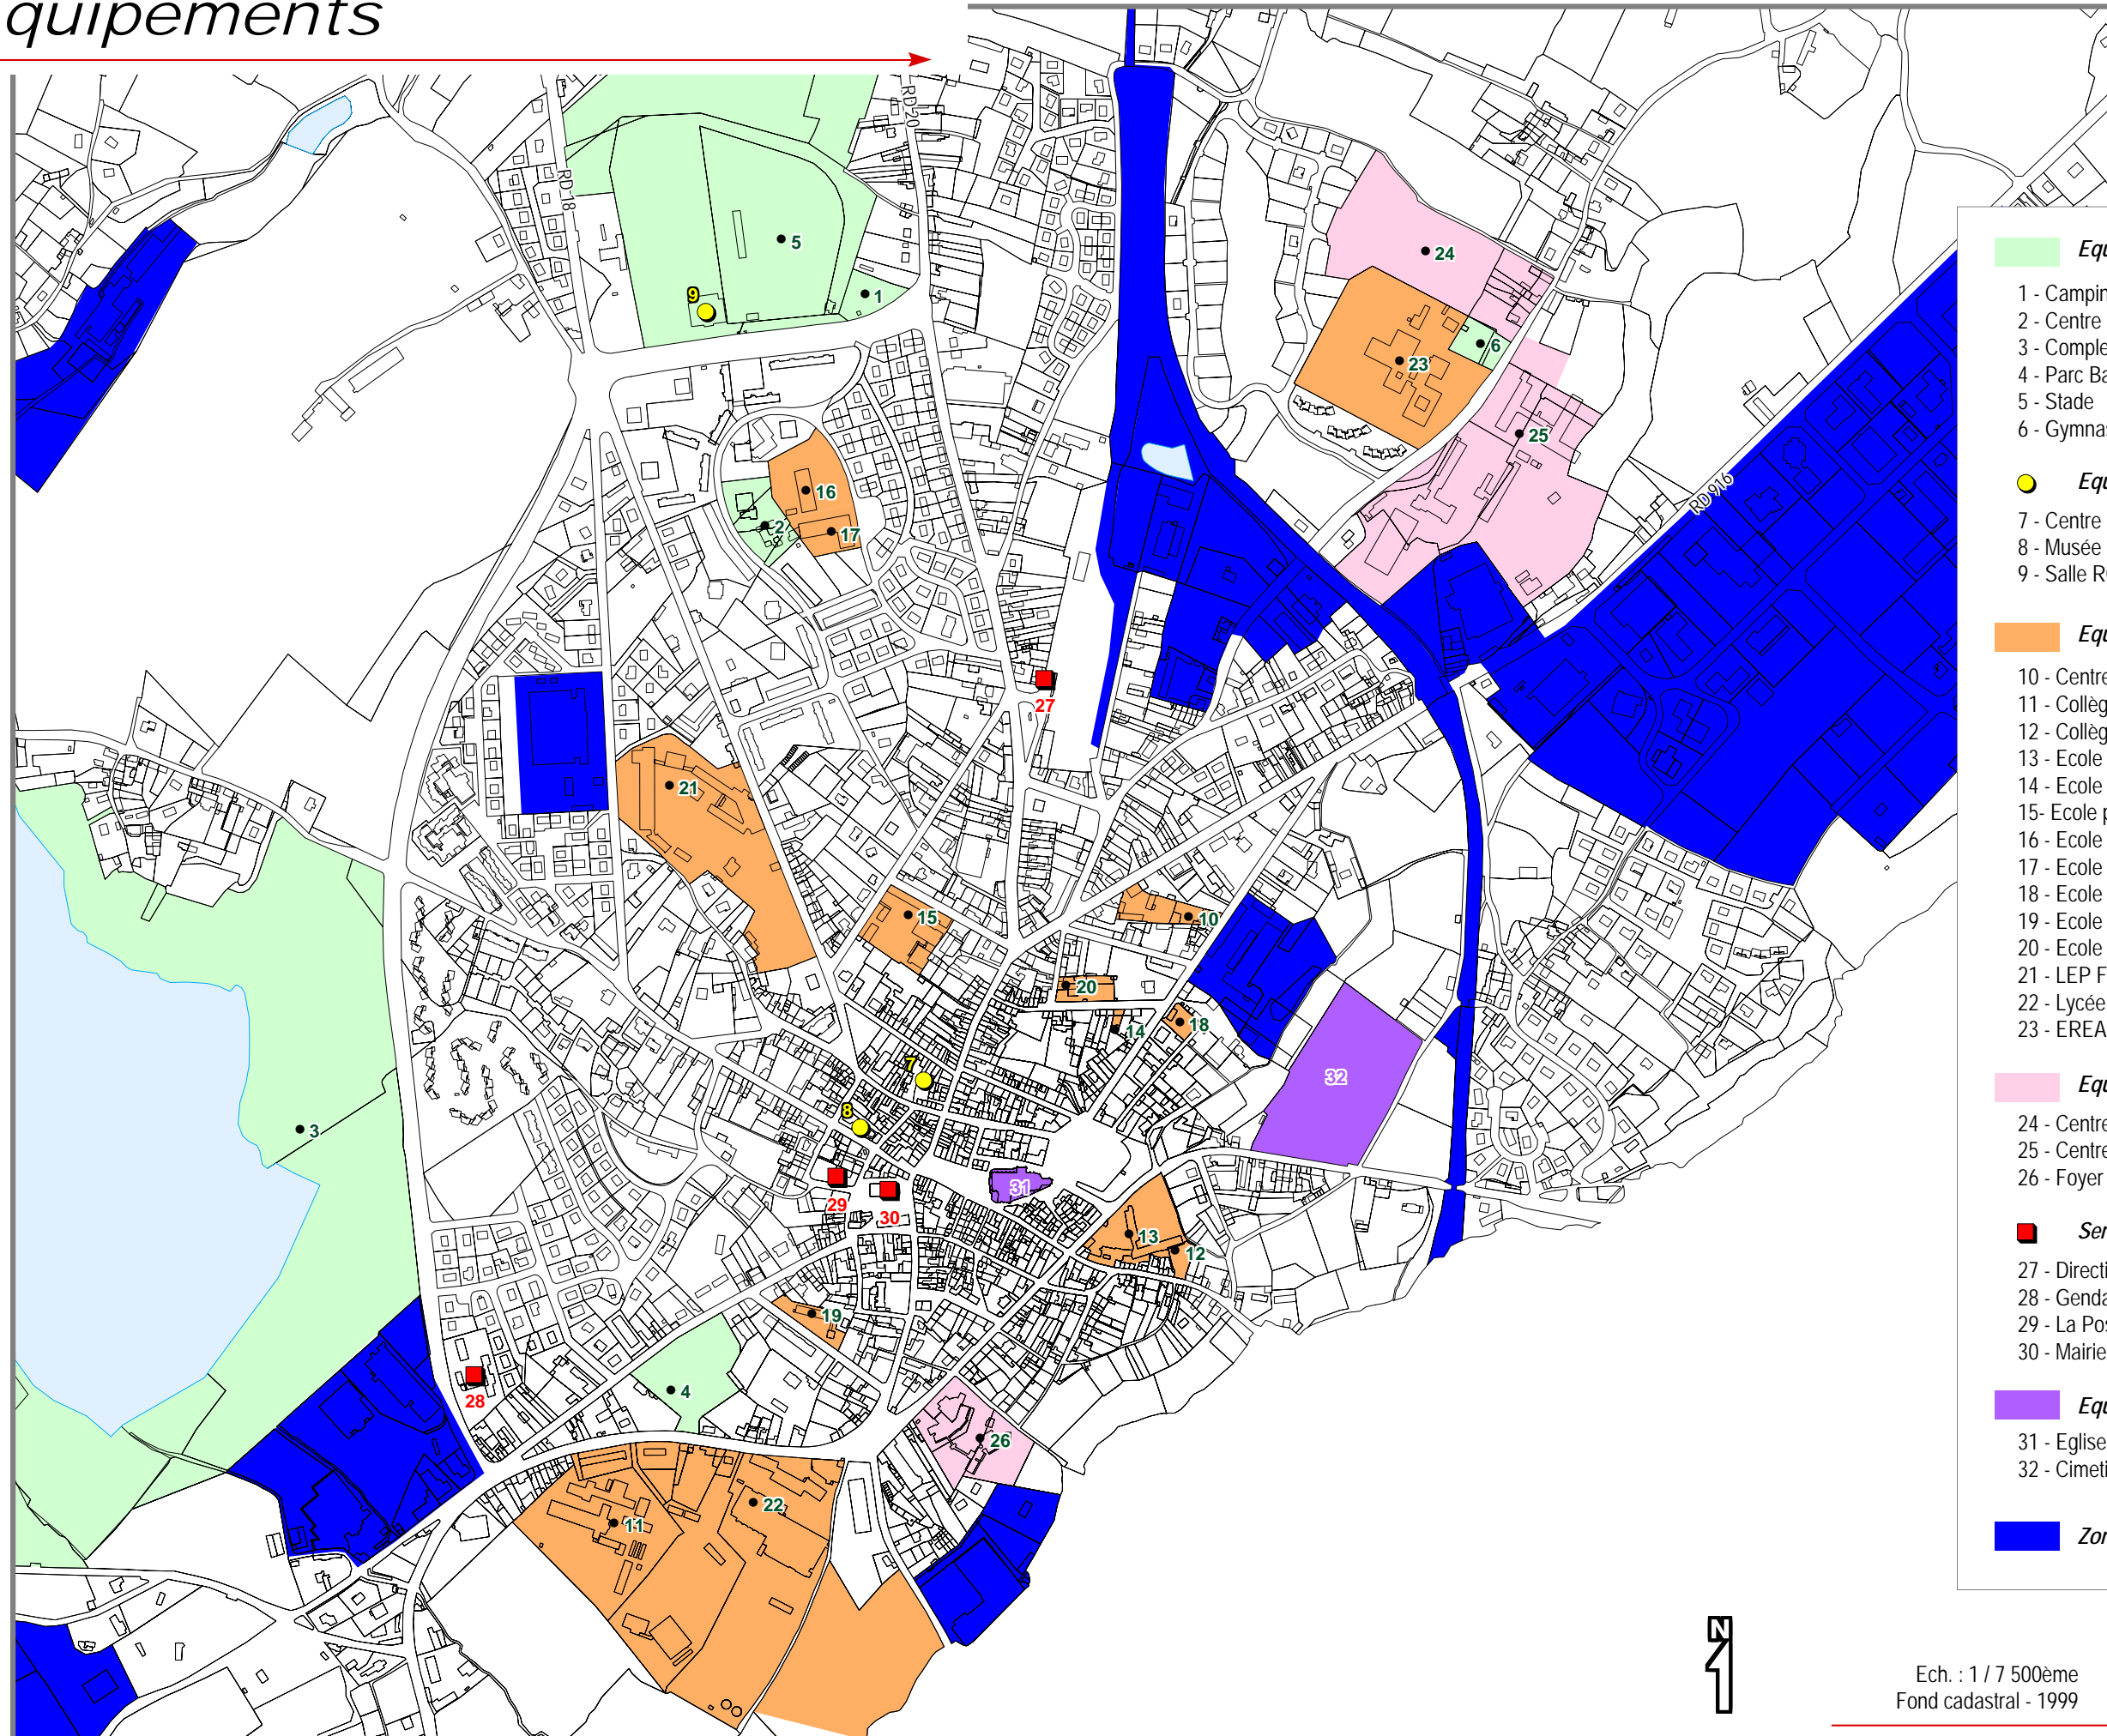 quipements
RD 20
RD 18
5
1
9
24
6
23
25
RD 916
16
2
17
27
21
15
10
20
14
18
7
8
32
3
31
29
30
13
12
19
4
28
26
22
11
Equ
1 - Campin
2 - Centre
3 - Comple
4 - Parc Ba
5 - Stade
6 - Gymnas
Equ
7 - Centre
8 - Musée
9 - Salle R
Equ
10 - Centre
11 - Collèg
12 - Collèg
13 - Ecole
14 - Ecole
15- Ecole p
16 - Ecole
17 - Ecole
18 - Ecole
19 - Ecole
20 - Ecole
21 - LEP F
22 - Lycée
23 - EREA
Equ
24 - Centre
25 - Centre
26 - Foyer
Ser
27 - Directi
28 - Genda
29 - La Pos
30 - Mairie
Equ
31 - Eglise
32 - Cimeti
Zon
N
Ech. : 1 / 7 500ème
Fond cadastral - 1999